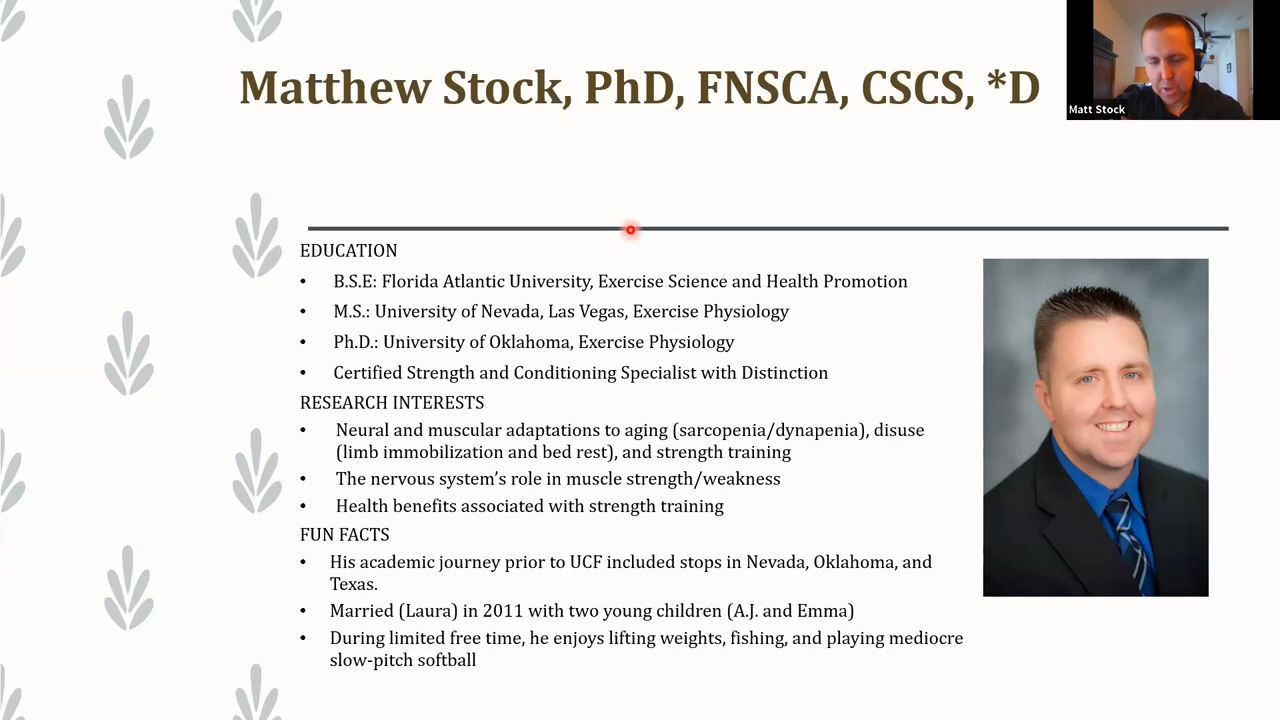 Matthew Stock, PhD, FNSCA, CSCS, *D
Matt Stock
EDUCATION
• B.S.E: Florida Atlantic University, Exercise Science and Health Promotion
• M.S.: University of Nevada, Las Vegas, Exercise Physiology
• Ph.D.: University of Oklahoma, Exercise Physiology
• Certified Strength and Conditioning Specialist with Distinction
RESEARCH INTERESTS
• Neural and muscular adaptations to aging (sarcopenia/dynapenia), disuse
(limb immobilization and bed rest), and strength training
• The nervous system’s role in muscle strength/weakness
• Health benefits associated with strength training
FUN FACTS
• His academic journey prior to UCF included stops in Nevada, Oklahoma, and
Texas.
• Married (Laura) in 2011 with two young children (A.J. and Emma)
• During limited free time, he enjoys lifting weights, fishing, and playing mediocre
slow-pitch softball